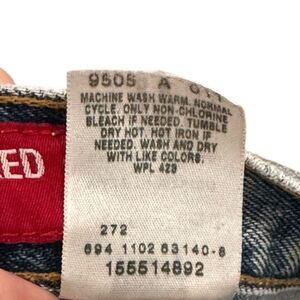 9505 A
MACHINE WASH WARM. NORMAL
CYCLE. ONLY NON-CHLORINE
BLEACH IF NEEDED. TUMBLE
DRY HOT. HOT IRON IF
NEEDED. WASH AND DRY
WITH LIKE COLORS.
WPL 423
272
694 1102 63140-8
155514892